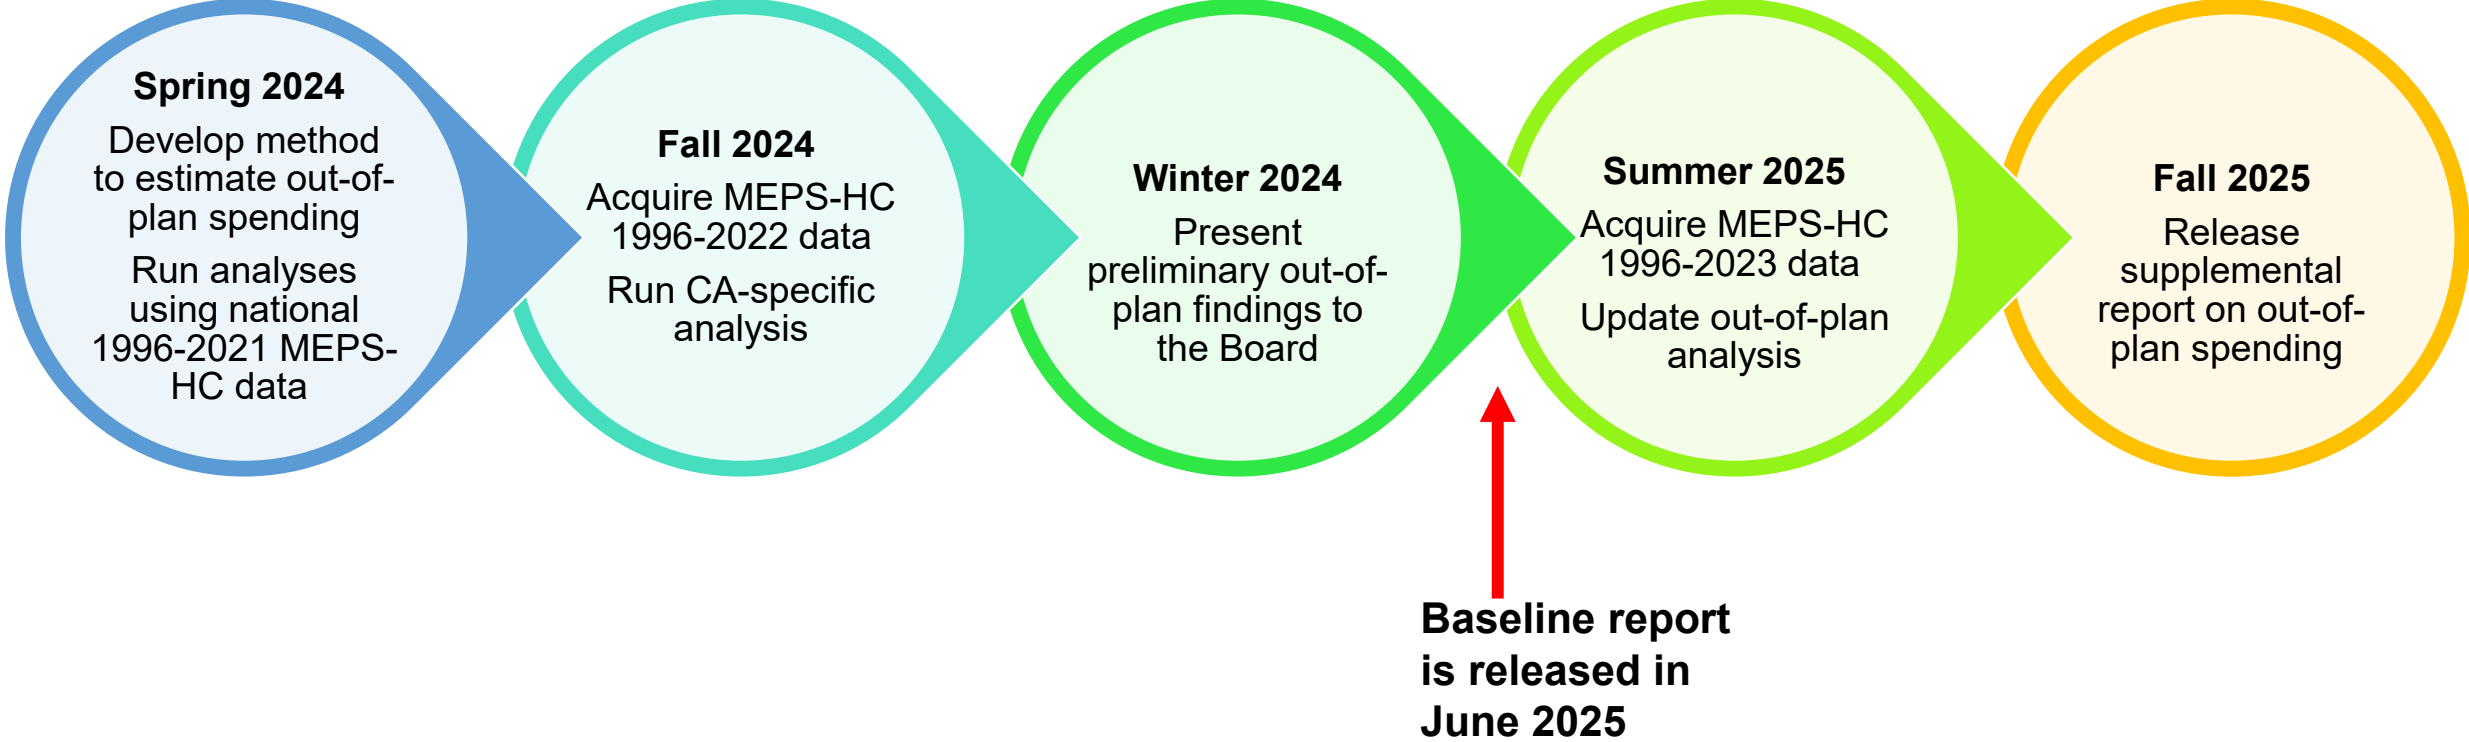 Spring 2024
Develop method
to estimate out-of-
plan spending
Run analyses
using national
1996-2021 MEPS-
HC data
Fall 2024
Acquire MEPS-HC
1996-2022 data
Run CA-specific
analysis
Winter 2024
Present
preliminary out-of-
plan findings to
the Board
Summer 2025
Acquire MEPS-HC
1996-2023 data
Update out-of-plan
analysis
Fall 2025
Release
supplemental
report on out-of-
plan spending
Baseline report
is released in
June 2025